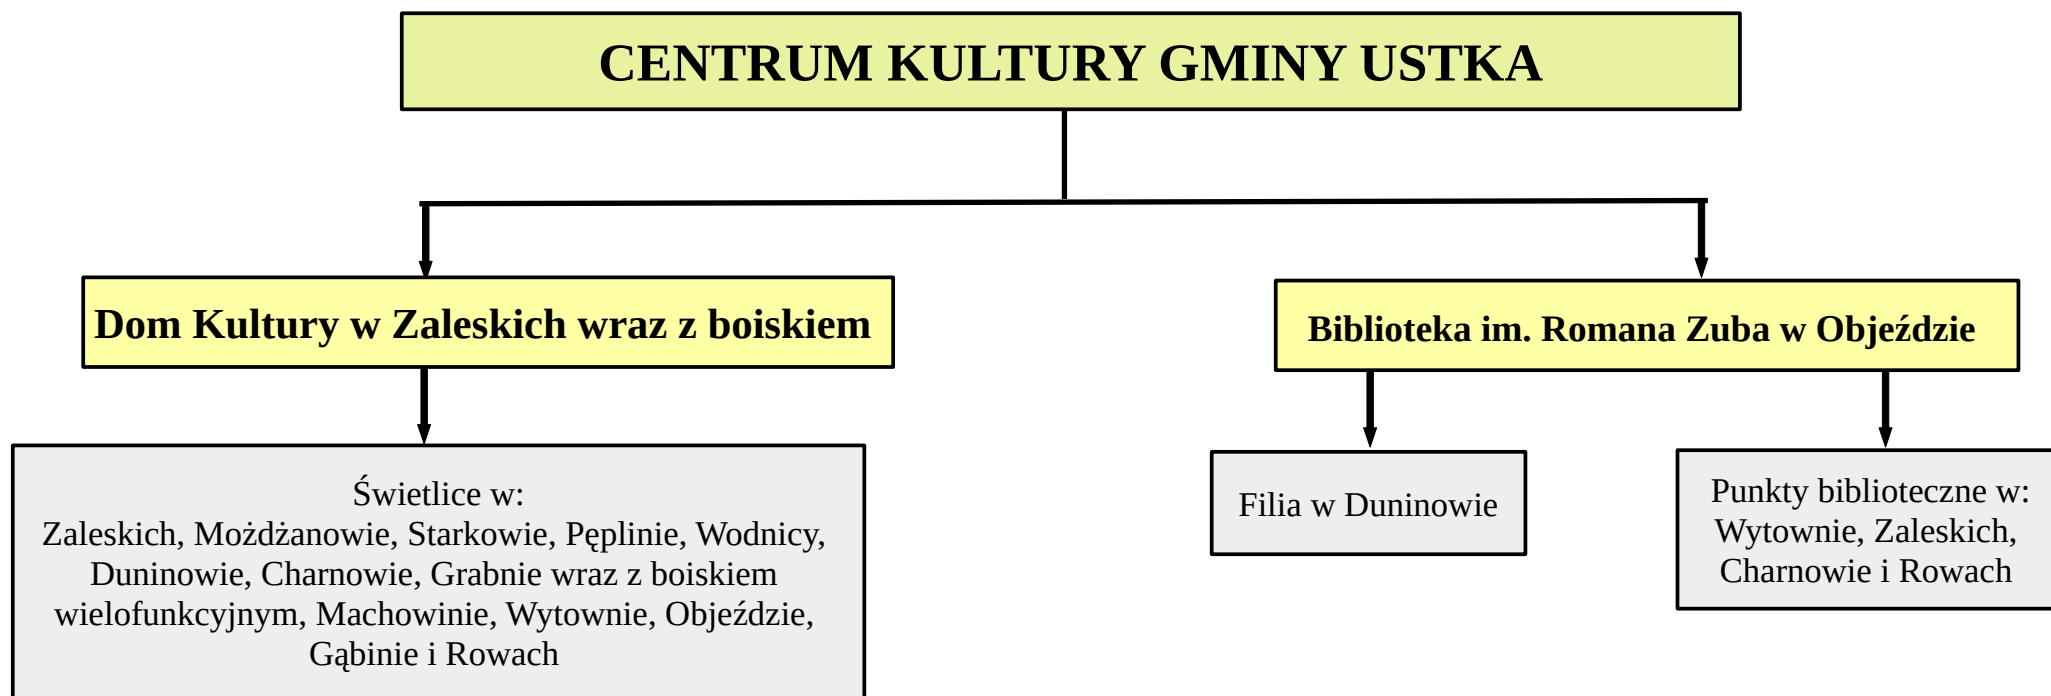 CENTRUM KULTURY GMINY USTKA
Dom Kultury w Zaleskich wraz z boiskiem
Biblioteka im. Romana Zuba w Objeździe
Świetlice w:
Zaleskich, Możdżanowie, Starkowie, Pęplinie, Wodnicy,
Duninowie, Charnowie, Grabnie wraz z boiskiem
wielofunkcyjnym, Machowinie, Wytownie, Objeździe,
Gąbinie i Rowach
Filia w Duninowie
Punkty biblioteczne w:
Wytownie, Zaleskich,
Charnowie i Rowach